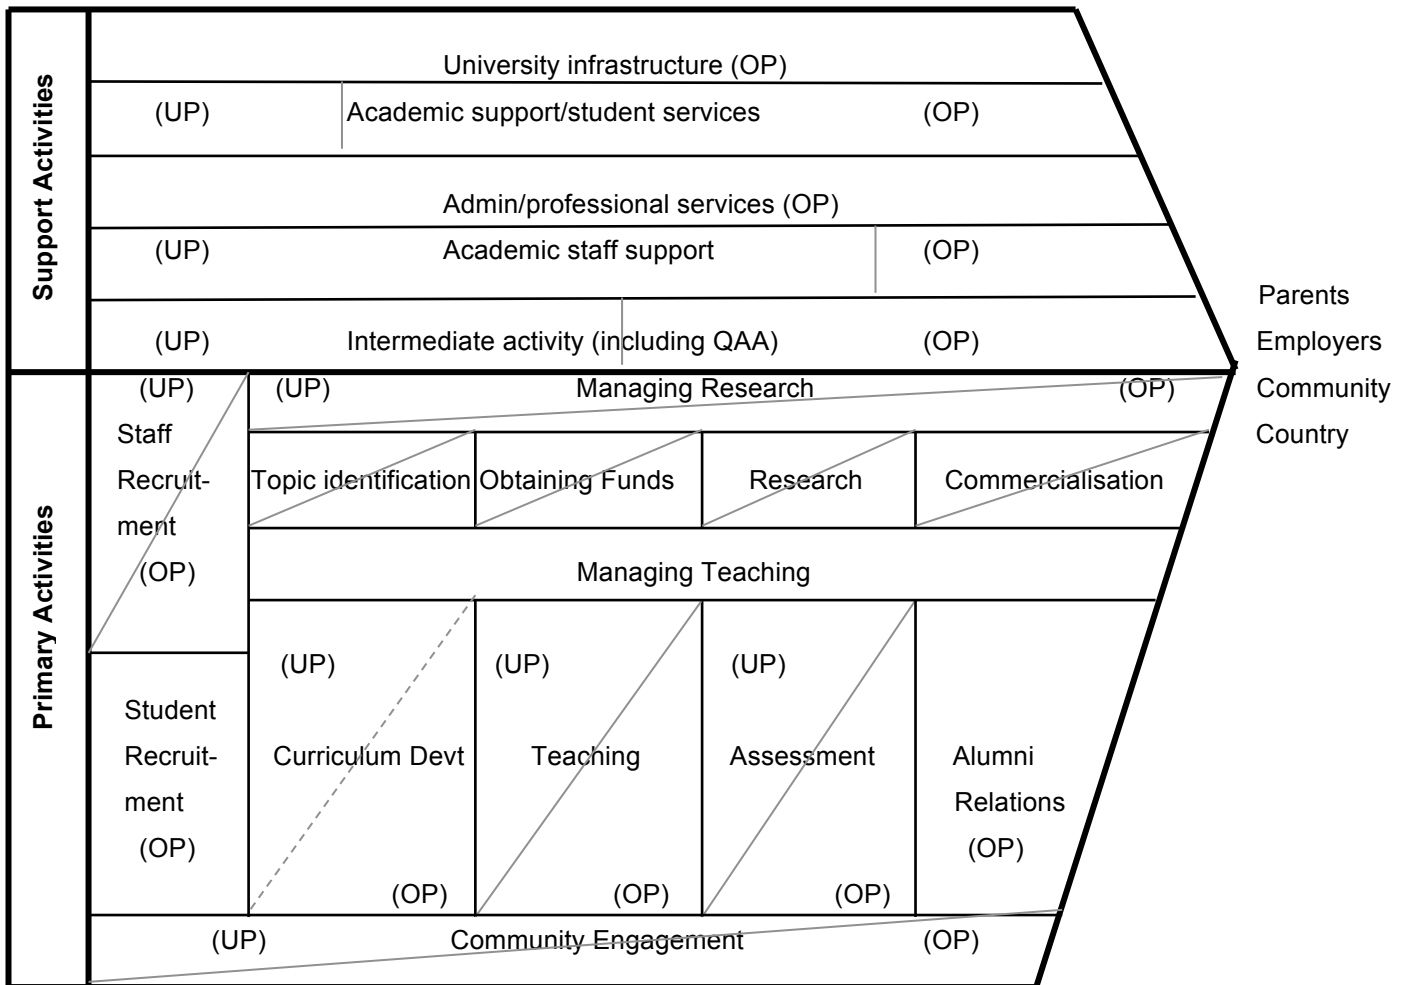 Support Activities
University infrastructure (OP)
(UP) Academic support/student services (OP)
Admin/professional services (OP)
(UP) Academic staff support (OP)
(UP) Intermediate activity (including QAA) (OP)
Parents
Employers
Community
Country
Primary Activities
(UP)
Staff
Recruit-
ment
(OP)
(UP) Managing Research (OP)
Topic identification Obtaining Funds Research Commercialisation
Managing Teaching
Student
Recruit-
ment
(OP)
(UP)
Curriculum Devt
(OP)
(UP)
Teaching
(OP)
(UP)
Assessment
(OP)
Alumni
Relations
(OP)
(UP) Community Engagement (OP)